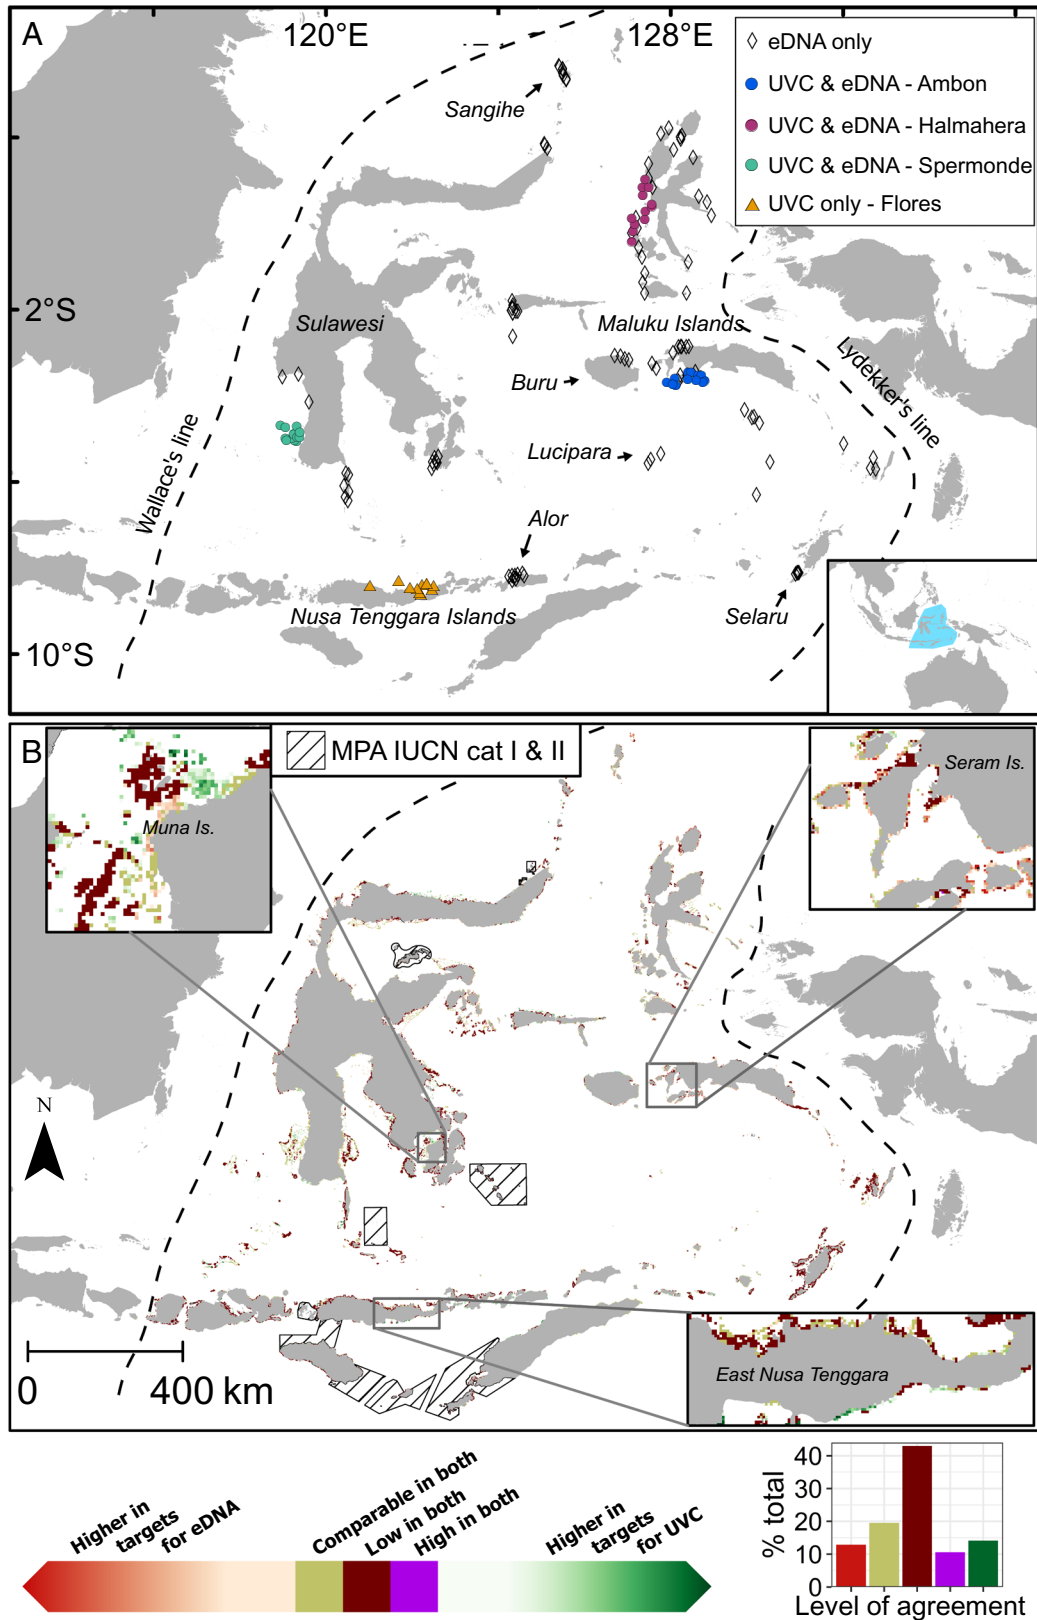 A
120°E
128°E
eDNA only
UVC & eDNA - Ambon
UVC & eDNA - Halmahera
UVC & eDNA - Spermonde
UVC only - Flores
Sangihe
2°S
Sulawesi
Maluku Islands
Lydekker's line
Buru
Wallace's line
Lucipara
Alor
Nusa Tenggara Islands
Selaru
10°S
B
MPA IUCN cat I & II
Muna Is.
Seram Is.
N
East Nusa Tenggara
0
400 km
Higher in
targets
for eDNA
Comparable in both
Low in both
High in both
Higher in
targets
for UVC
% total
40
30
20
10
0
Level of agreement